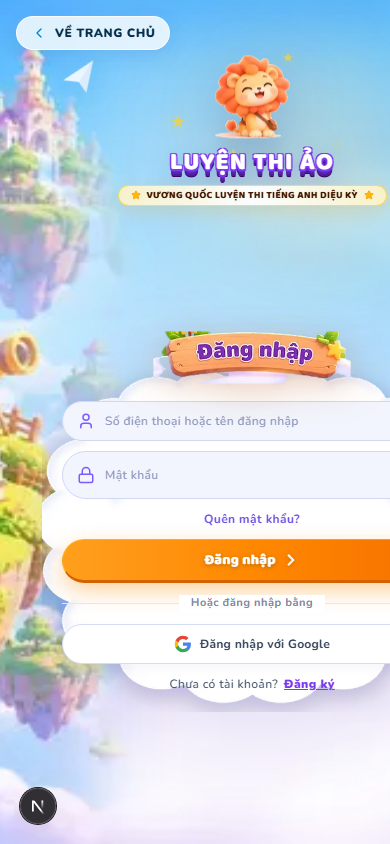 VỀ TRANG CHỦ
LUYỆN THI ẢO
VƯƠNG QUỐC LUYỆN THI TIẾNG ANH DIỆU KỲ
Đăng nhập
Số điện thoại hoặc tên đăng nhập
Mật khẩu
Quên mật khẩu?
Đăng nhập
Hoặc đăng nhập bằng
Đăng nhập với Google
Chưa có tài khoản? Đăng ký
N